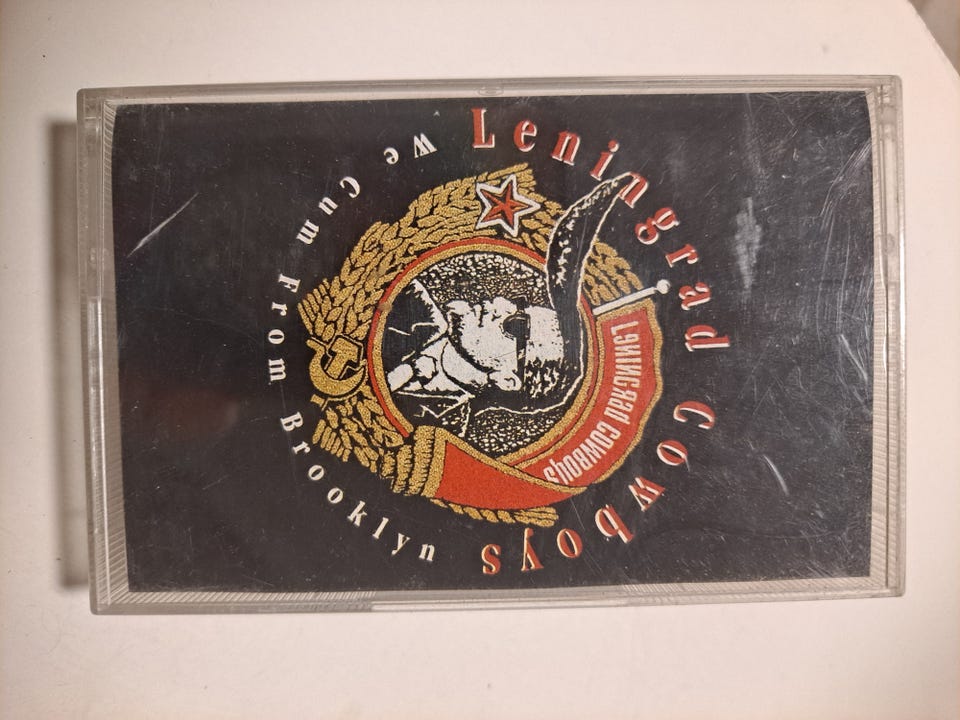 Leningrad Cowboys
LENINGRAD COWBOYS
We Cum From Brooklyn